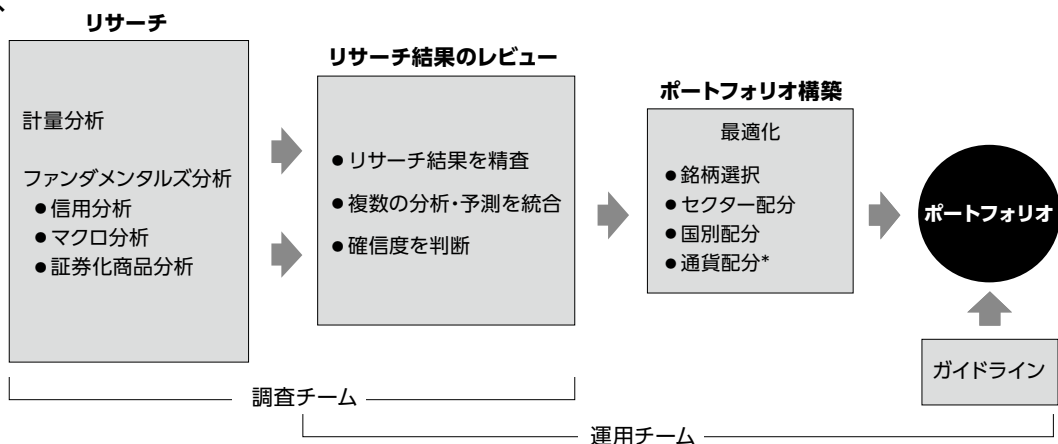 リサーチ
計量分析
ファンダメンタルズ分析
●信用分析
●マクロ分析
●証券化商品分析
リサーチ結果のレビュー
●リサーチ結果を精査
●複数の分析・予測を統合
●確信度を判断
ポートフォリオ構築
最適化
●銘柄選択
●セクター配分
●国別配分
●通貨配分*
ポートフォリオ
ガイドライン
調査チーム
運用チーム